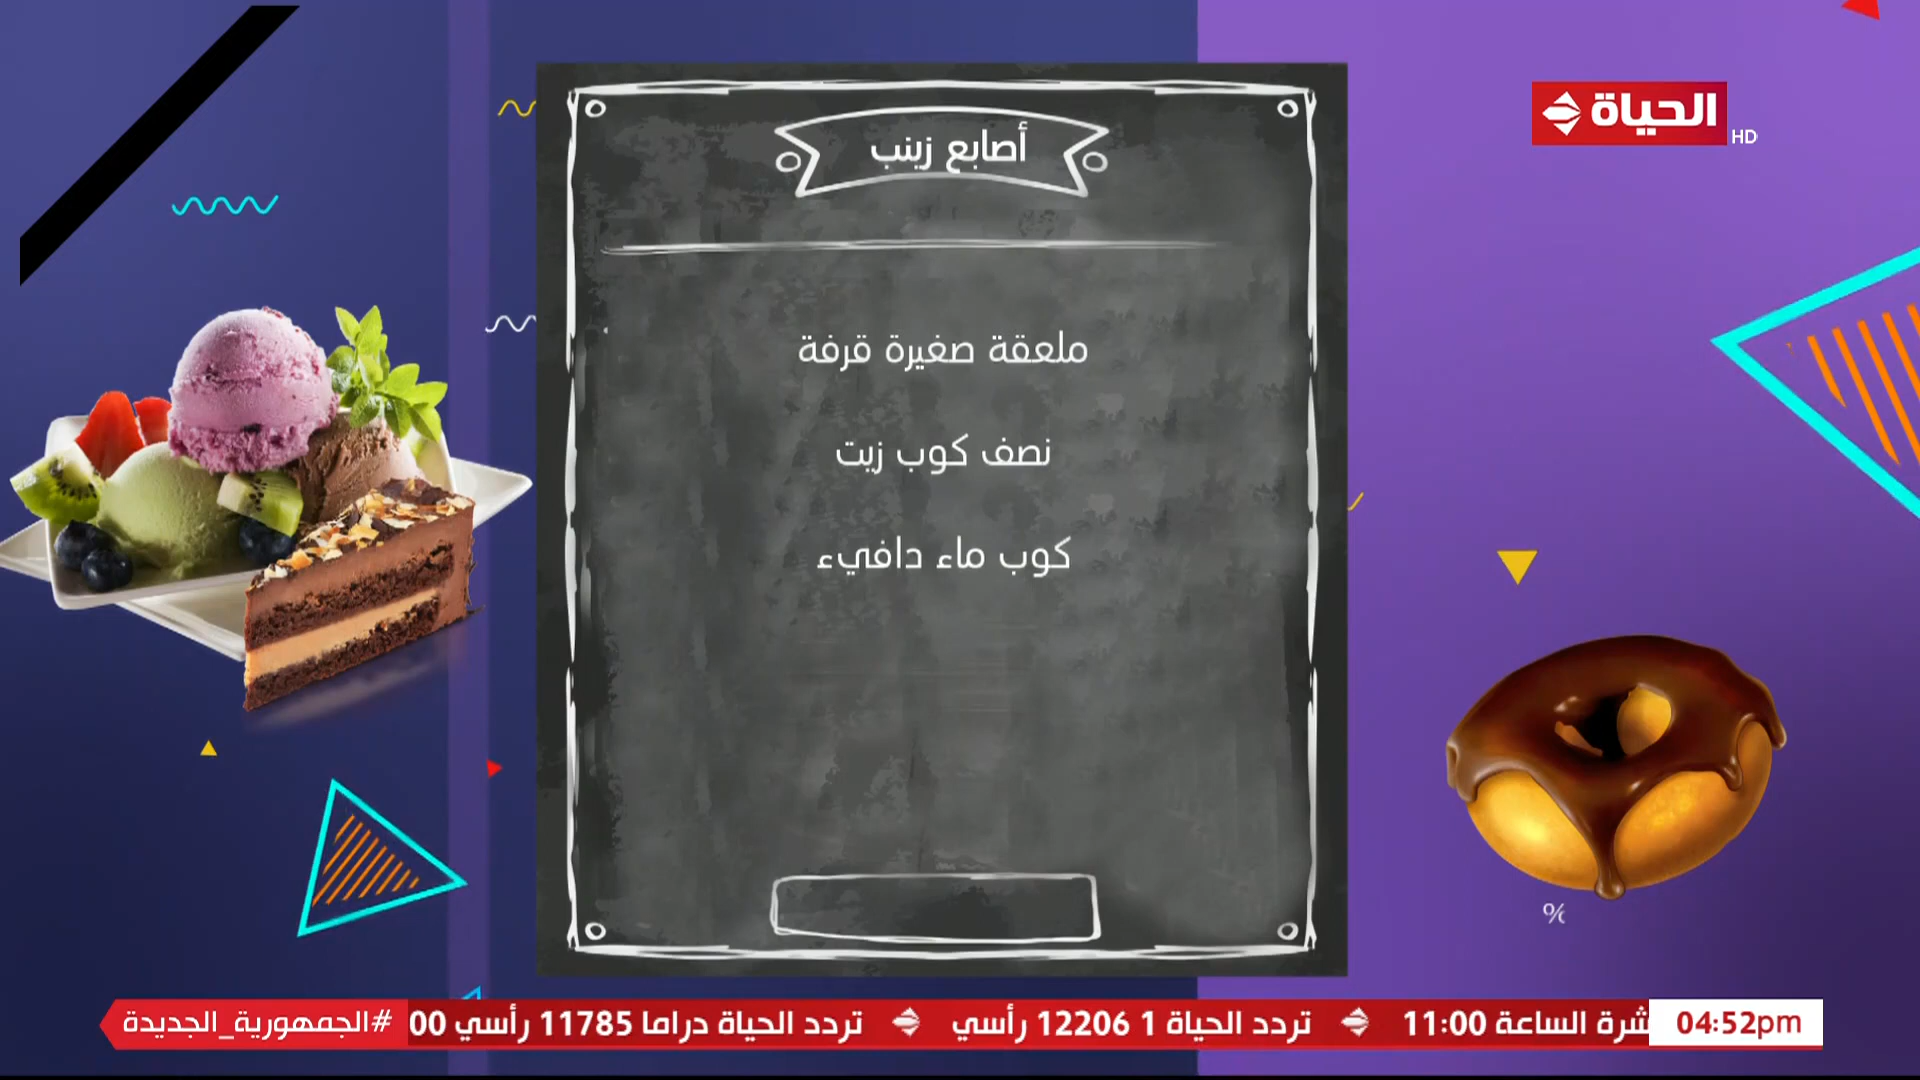 الحياة
HD
أصابع زينب
ملعقة صغيرة قرفة
نصف كوب زيت
كوب ماء دافيء
%
04:52pm
شرة الساعة 11:00 تردد الحياة 1 12206 رأسي تردد الحياة دراما 11785 رأسي 00
#الجمهورية_الجديدة